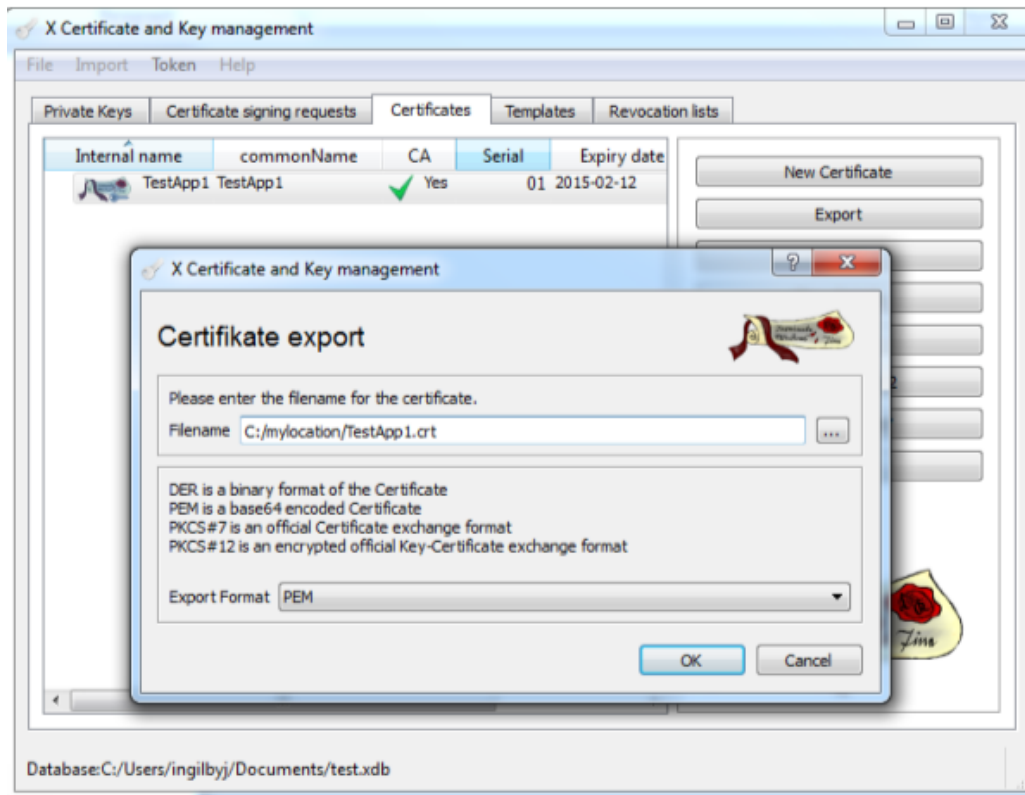 X Certificate and Key management
File Import Token Help
Private Keys Certificate signing requests Certificates Templates Revocation lists
Internal name commonName CA Serial Expiry date
TestApp1 TestApp1 Yes 01 2015-02-12
New Certificate
Export
X Certificate and Key management
?
Certifikate export
Please enter the filename for the certificate.
Filename C:/mylocation/TestApp1.crt ...
DER is a binary format of the Certificate
PEM is a base64 encoded Certificate
PKCS#7 is an official Certificate exchange format
PKCS#12 is an encrypted official Key-Certificate exchange format
Export Format PEM
OK Cancel
Database:C:/Users/ingilbyj/Documents/test.xdb